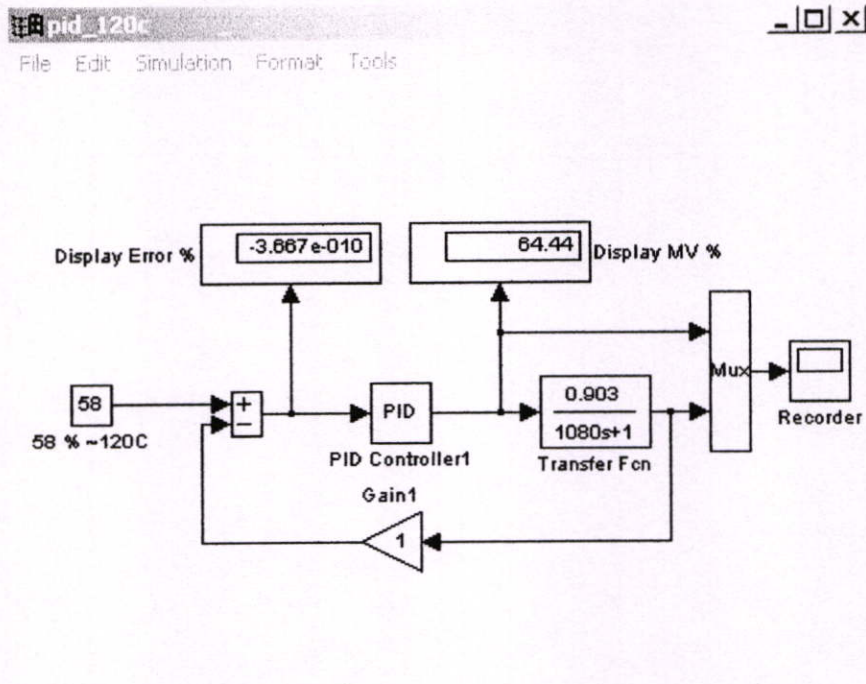 pid_120c
File Edit Simulation Format Tools
Display Error %
-3.667e-010
64.44
Display MV %
58
58 % ~120C
+
−
PID
PID Controller1
0.903
1080s+1
Transfer Fcn
Mux
Recorder
Gain1
1